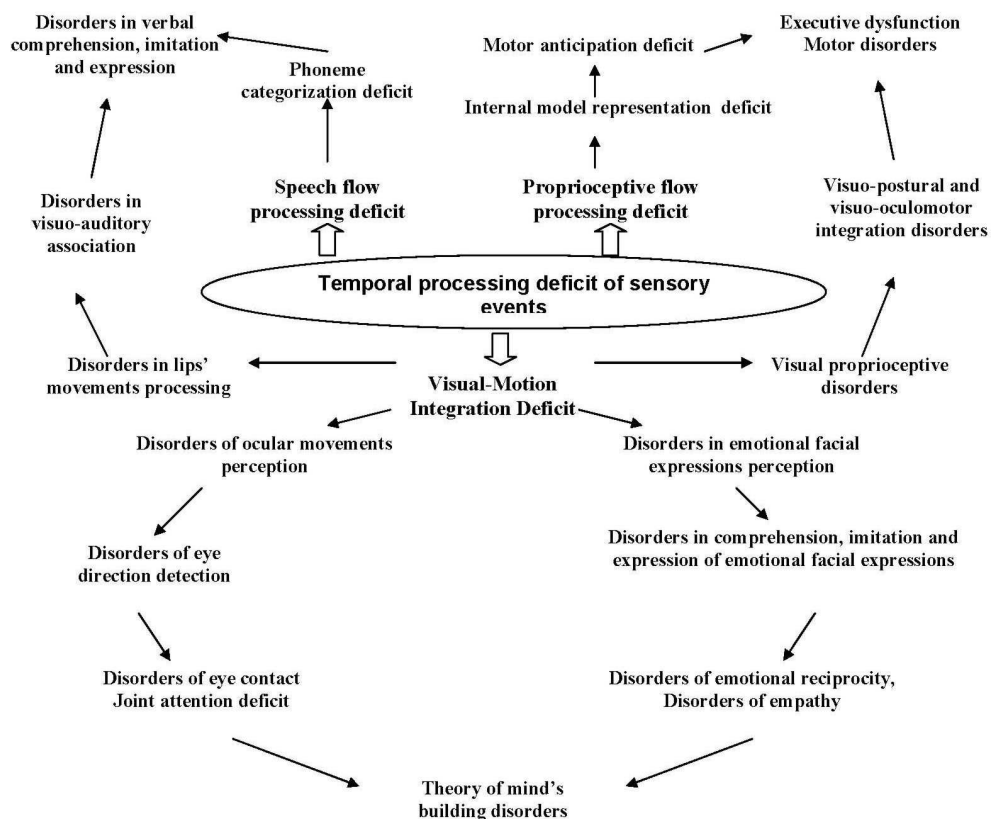 Disorders in verbal
comprehension, imitation
and expression
Phoneme
categorization deficit
Motor anticipation deficit
Executive dysfunction
Motor disorders
Internal model representation deficit
Disorders in
visuo-auditory
association
Speech flow
processing deficit
Proprioceptive flow
processing deficit
Visuo-postural and
visuo-oculomotor
integration disorders
Temporal processing deficit of sensory
events
Disorders in lips'
movements processing
Visual-Motion
Integration Deficit
Visual proprioceptive
disorders
Disorders of ocular movements
perception
Disorders in emotional facial
expressions perception
Disorders of eye
direction detection
Disorders in comprehension, imitation and
expression of emotional facial expressions
Disorders of eye contact
Joint attention deficit
Disorders of emotional reciprocity,
Disorders of empathy
Theory of mind's
building disorders